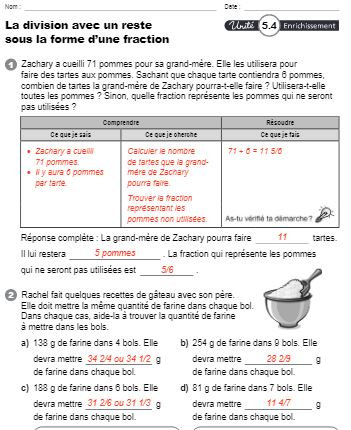 Nom : Date :
La division avec un reste
sous la forme d'une fraction
Unité 5.4 Enrichissement
1 Zachary a cueilli 71 pommes pour sa grand-mère. Elle les utilisera pour
faire des tartes aux pommes. Sachant que chaque tarte contiendra 6 pommes,
combien de tartes la grand-mère de Zachary pourra-t-elle faire ? Utilisera-t-elle
toutes les pommes ? Sinon, quelle fraction représente les pommes qui ne seront
pas utilisées ?
Comprendre Résoudre
Ce que je sais Ce que je cherche Ce que je fais
• Zachary a cueilli
71 pommes.
• Il y aura 6 pommes
par tarte.
Calculer le nombre
de tartes que la grand-
mère de Zachary
pourra faire.
Trouver la fraction
représentant les
pommes non utilisées.
71 ÷ 6 = 11 5/6
As-tu vérifié ta démarche ?
Réponse complète : La grand-mère de Zachary pourra faire 11 tartes.
Il lui restera 5 pommes . La fraction qui représente les pommes
qui ne seront pas utilisées est 5/6 .
2 Rachel fait quelques recettes de gâteau avec son père.
Elle doit mettre la même quantité de farine dans chaque bol.
Dans chaque cas, aide-la à trouver la quantité de farine
à mettre dans les bols.
a) 138 g de farine dans 4 bols. Elle
devra mettre 34 2/4 ou 34 1/2 g
de farine dans chaque bol.
b) 254 g de farine dans 9 bols. Elle
devra mettre 28 2/9 g
de farine dans chaque bol.
c) 188 g de farine dans 6 bols. Elle
devra mettre 31 2/6 ou 31 1/3 g
de farine dans chaque bol.
d) 81 g de farine dans 7 bols. Elle
devra mettre 11 4/7 g
de farine dans chaque bol.